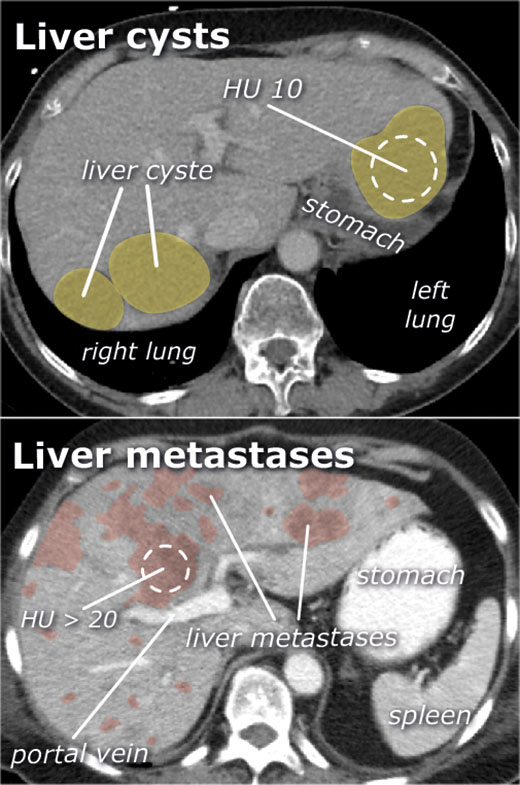 Liver cysts
HU 10
liver cyste
stomach
left
lung
right lung
Liver metastases
stomach
HU > 20
liver metastases
spleen
portal vein